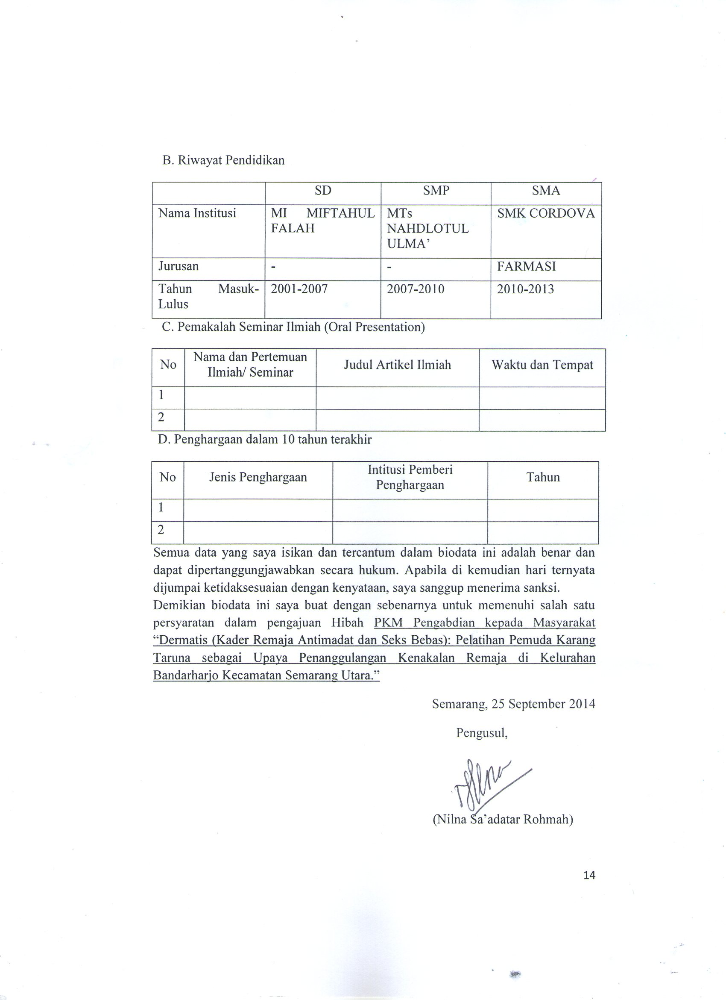 B. Riwayat Pendidikan
SD SMP SMA
Nama Institusi MI MIFTAHUL FALAH MTs NAHDLOTUL ULMA’ SMK CORDOVA
Jurusan - - FARMASI
Tahun Masuk-Lulus 2001-2007 2007-2010 2010-2013
C. Pemakalah Seminar Ilmiah (Oral Presentation)
No Nama dan Pertemuan Ilmiah/ Seminar Judul Artikel Ilmiah Waktu dan Tempat
1
2
D. Penghargaan dalam 10 tahun terakhir
No Jenis Penghargaan Intitusi Pemberi Penghargaan Tahun
1
2
Semua data yang saya isikan dan tercantum dalam biodata ini adalah benar dan
dapat dipertanggungjawabkan secara hukum. Apabila di kemudian hari ternyata
dijumpai ketidaksesuaian dengan kenyataan, saya sanggup menerima sanksi.
Demikian biodata ini saya buat dengan sebenarnya untuk memenuhi salah satu
persyaratan dalam pengajuan Hibah PKM Pengabdian kepada Masyarakat
“Dermatis (Kader Remaja Antimadat dan Seks Bebas): Pelatihan Pemuda Karang
Taruna sebagai Upaya Penanggulangan Kenakalan Remaja di Kelurahan
Bandarharjo Kecamatan Semarang Utara.”
Semarang, 25 September 2014
Pengusul,
(Nilna Sa’adatar Rohmah)
14